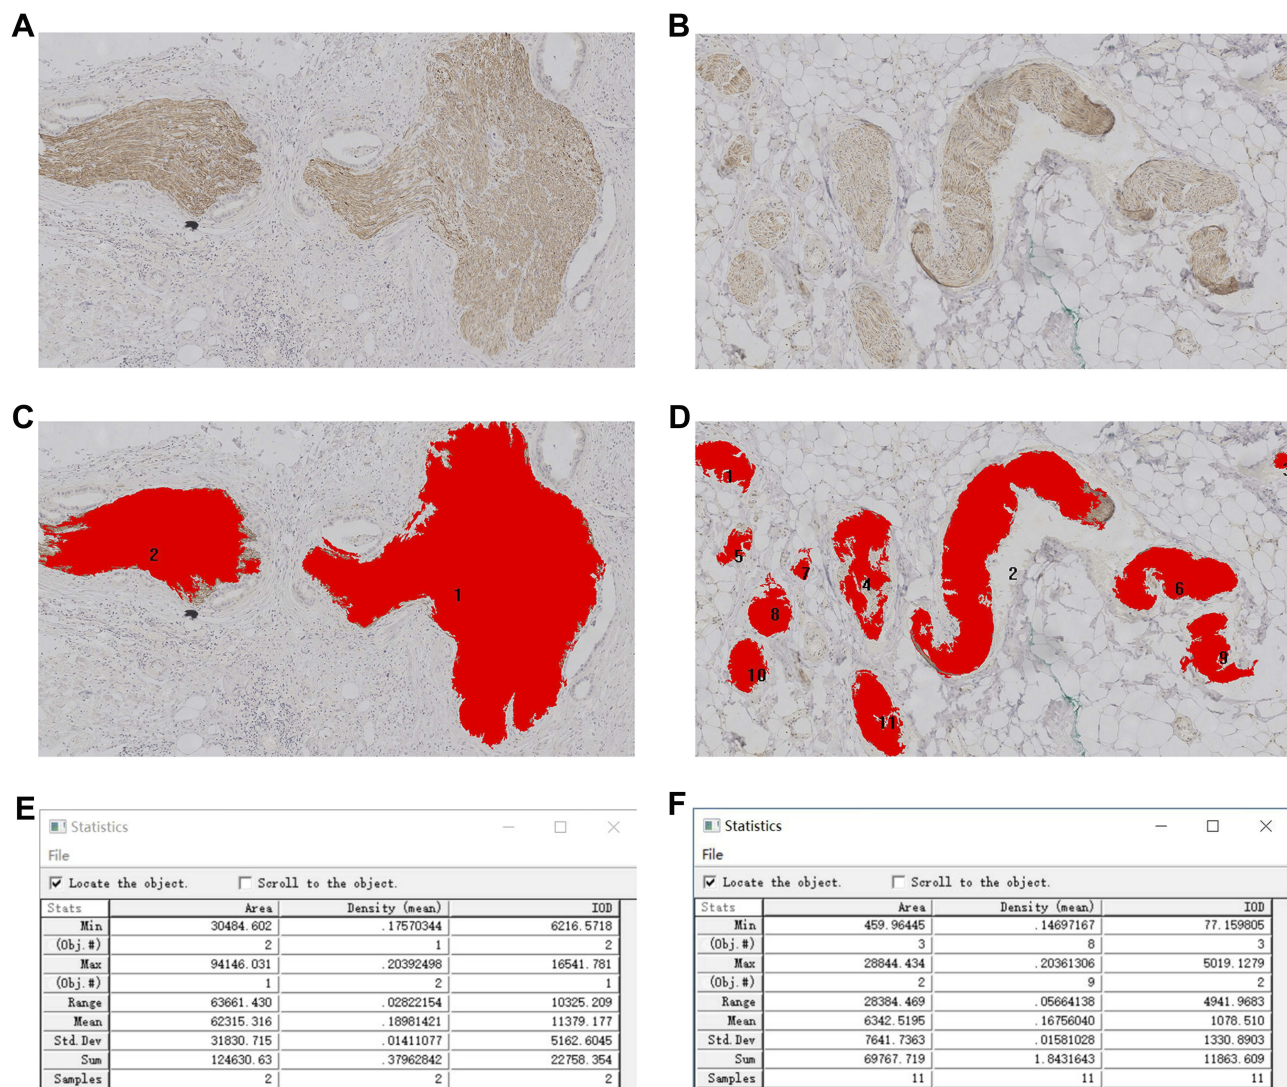 A
B
C
2
1
D
1
5
7
4
2
6
8
9
10
11
E
Statistics
File
Locate the object.
Scroll to the object.
Stats Area Density (mean) IOD
Min 30484.602 .17570344 6216.5718
(Obj.#) 2 1 2
Max 94146.031 .20392498 16541.781
(Obj.#) 1 2 1
Range 63661.430 .02822154 10325.209
Mean 62315.316 .18981421 11379.177
Std.Dev 31830.715 .01411077 5162.6045
Sum 124630.63 .37962842 22758.354
Samples 2 2 2
F
Statistics
File
Locate the object.
Scroll to the object.
Stats Area Density (mean) IOD
Min 459.96445 .14697167 77.159805
(Obj.#) 3 8 3
Max 28844.434 .20361306 5019.1279
(Obj.#) 2 9 2
Range 28384.469 .05664138 4941.9683
Mean 6342.5195 .16756040 1078.510
Std.Dev 7641.7363 .01581028 1330.8903
Sum 69767.719 1.8431643 11863.609
Samples 11 11 11